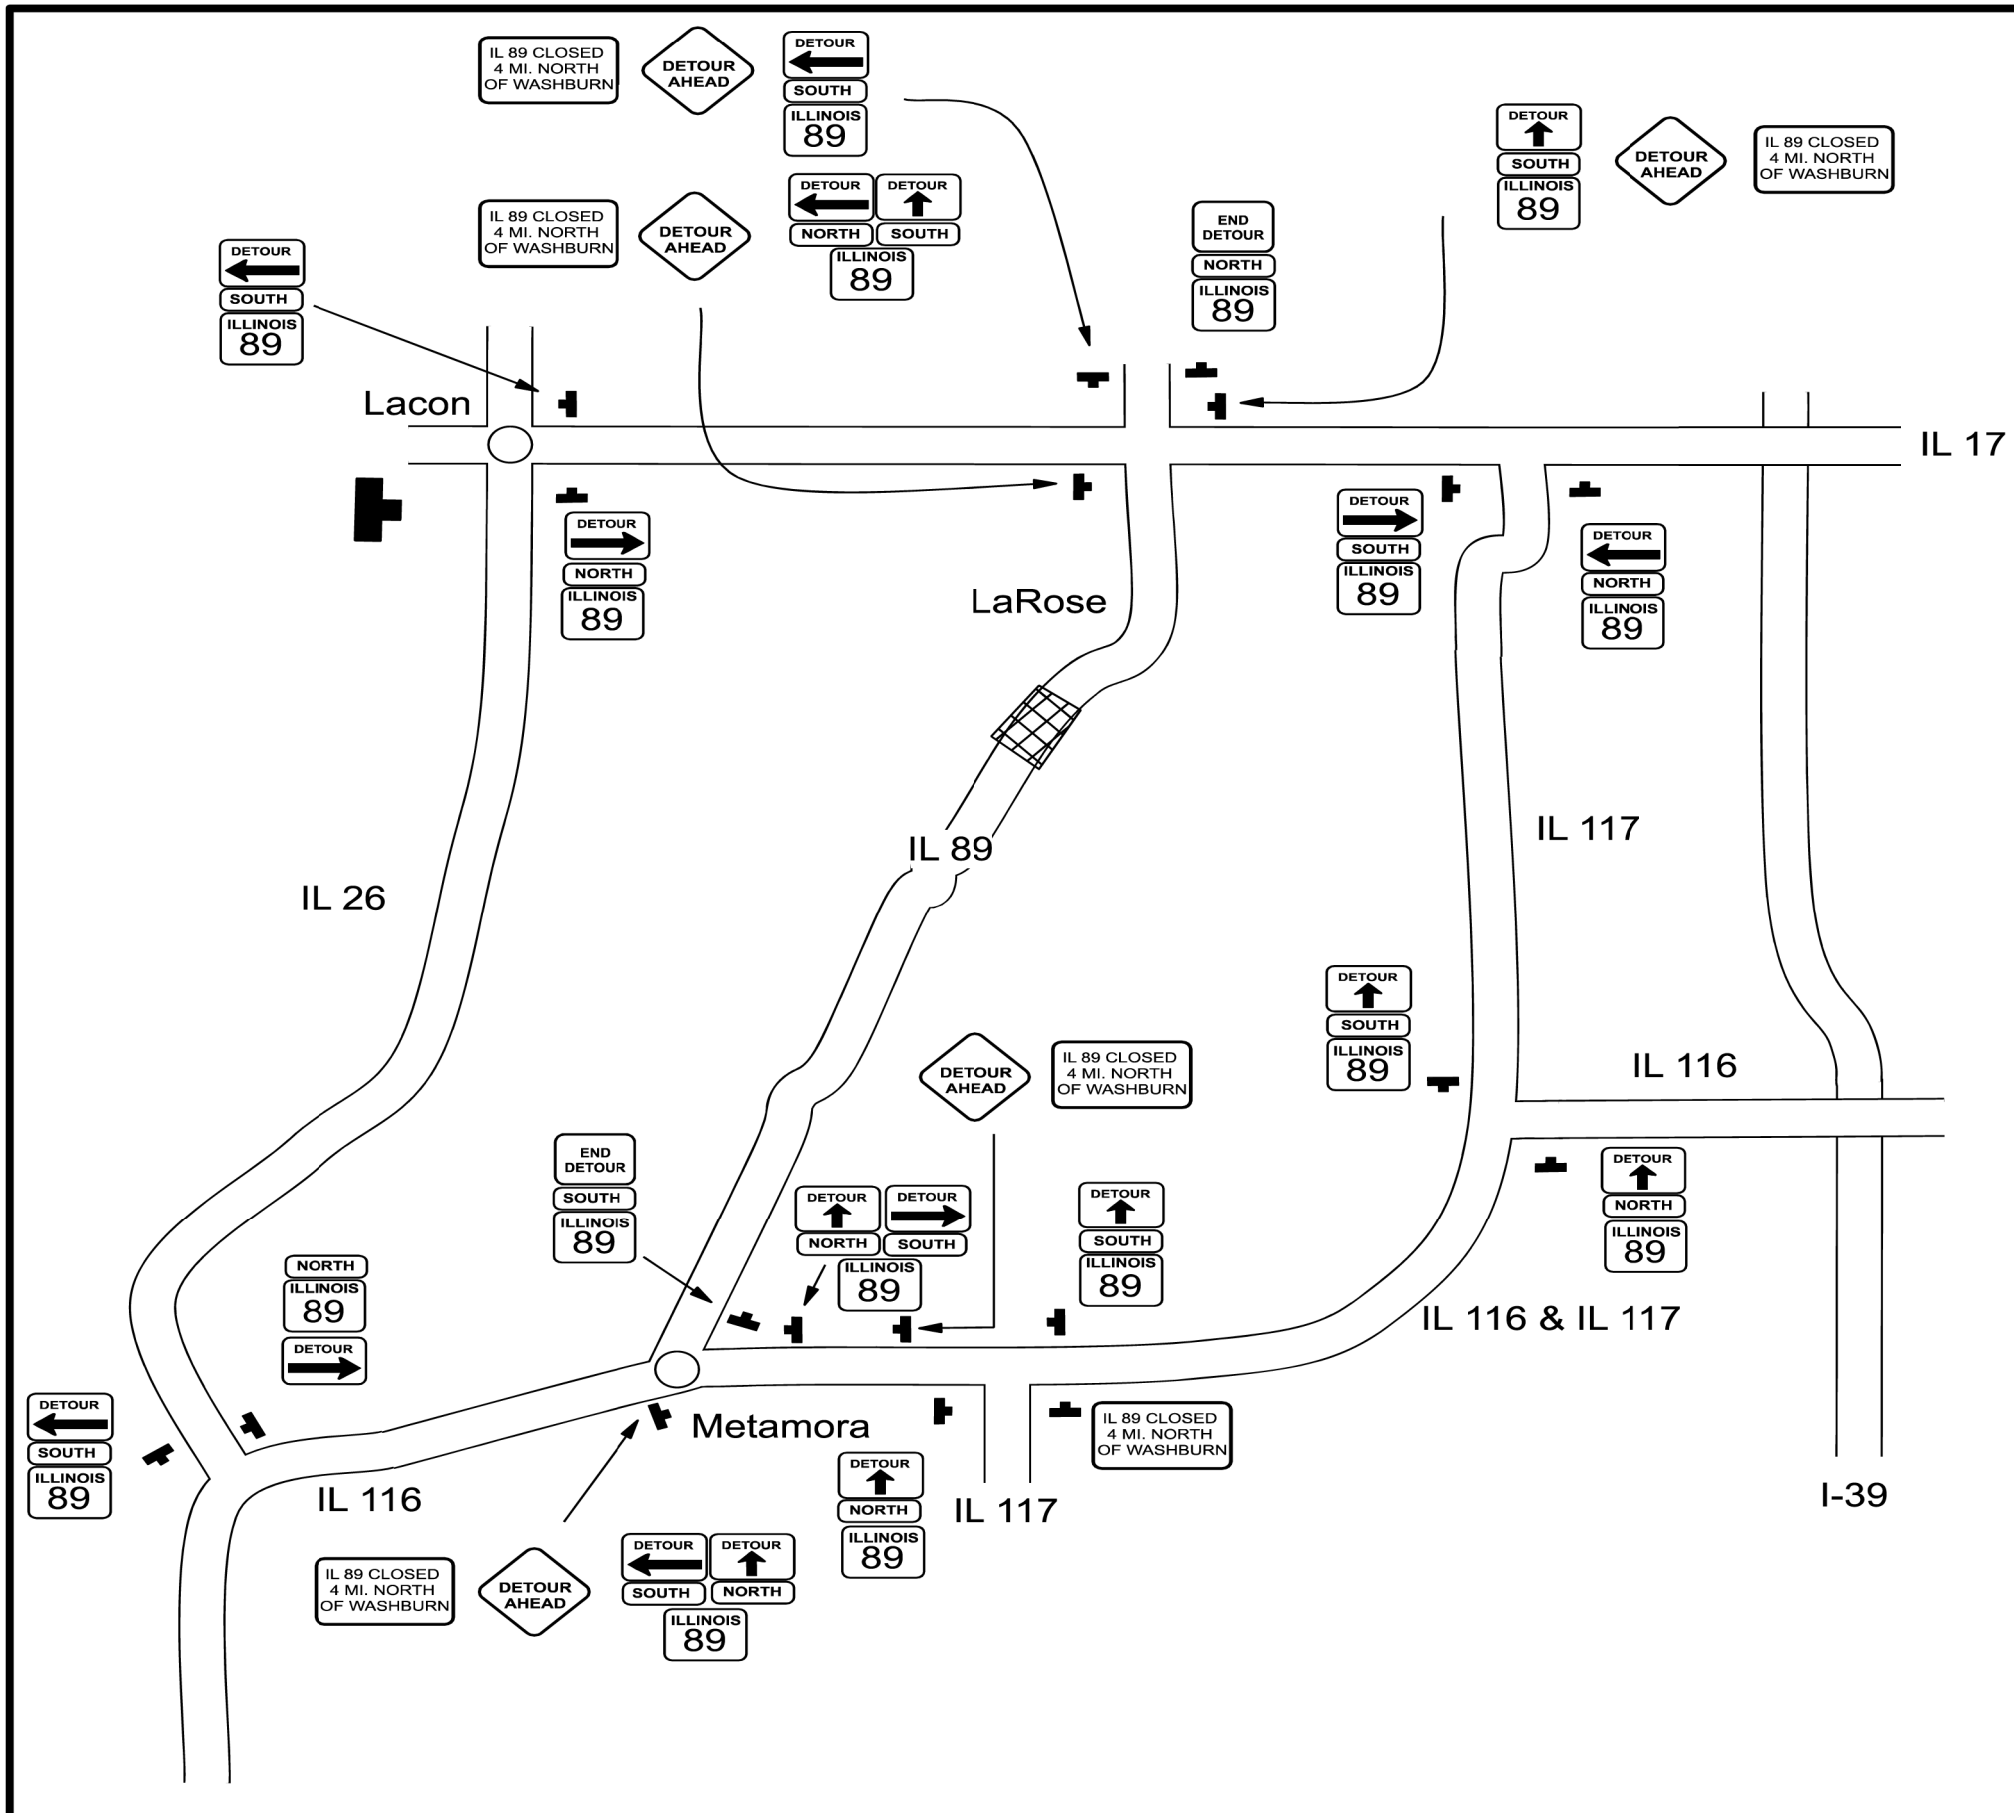 IL 89 CLOSED
4 MI. NORTH
OF WASHBURN
DETOUR
AHEAD
DETOUR
SOUTH
ILLINOIS
89
DETOUR
SOUTH
ILLINOIS
89
DETOUR
AHEAD
IL 89 CLOSED
4 MI. NORTH
OF WASHBURN
IL 89 CLOSED
4 MI. NORTH
OF WASHBURN
DETOUR
AHEAD
DETOUR DETOUR
NORTH SOUTH
ILLINOIS
89
END
DETOUR
NORTH
ILLINOIS
89
DETOUR
SOUTH
ILLINOIS
89
Lacon
IL 17
DETOUR
NORTH
ILLINOIS
89
DETOUR
SOUTH
ILLINOIS
89
DETOUR
NORTH
ILLINOIS
89
LaRose
IL 117
IL 89
IL 26
DETOUR
SOUTH
ILLINOIS
89
IL 116
DETOUR
AHEAD
IL 89 CLOSED
4 MI. NORTH
OF WASHBURN
END
DETOUR
SOUTH
ILLINOIS
89
DETOUR DETOUR
NORTH SOUTH
ILLINOIS
89
DETOUR
SOUTH
ILLINOIS
89
DETOUR
NORTH
ILLINOIS
89
NORTH
ILLINOIS
89
DETOUR
IL 116 & IL 117
DETOUR
SOUTH
ILLINOIS
89
Metamora
IL 89 CLOSED
4 MI. NORTH
OF WASHBURN
IL 116
DETOUR
NORTH
ILLINOIS
89
IL 117
I-39
IL 89 CLOSED
4 MI. NORTH
OF WASHBURN
DETOUR
AHEAD
DETOUR DETOUR
SOUTH NORTH
ILLINOIS
89